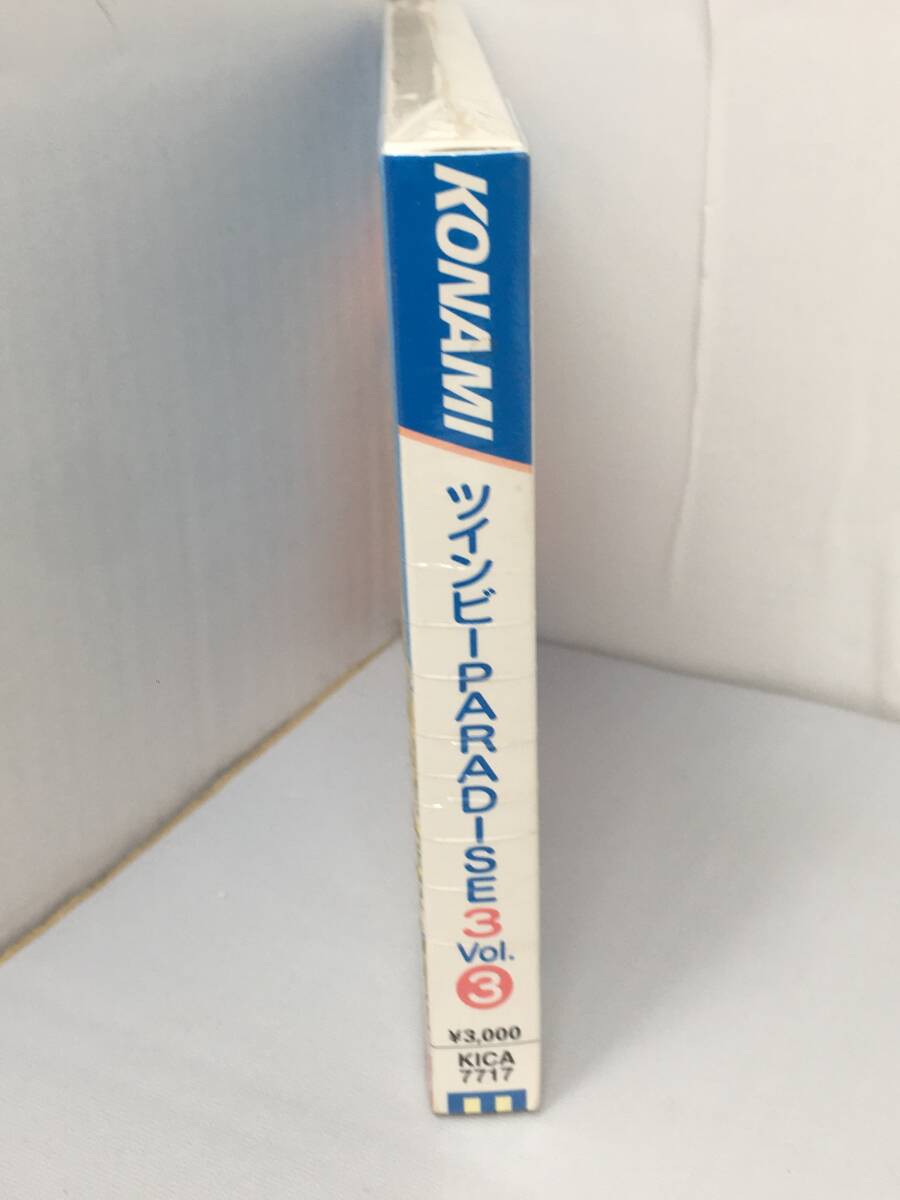 KONAMI
ツインビーPARADISE3
Vol.
3
¥3,000
KICA
7717